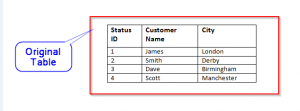 Original
Table
Status ID Customer Name City
1 James London
2 Smith Derby
3 Dave Birmingham
4 Scott Manchester